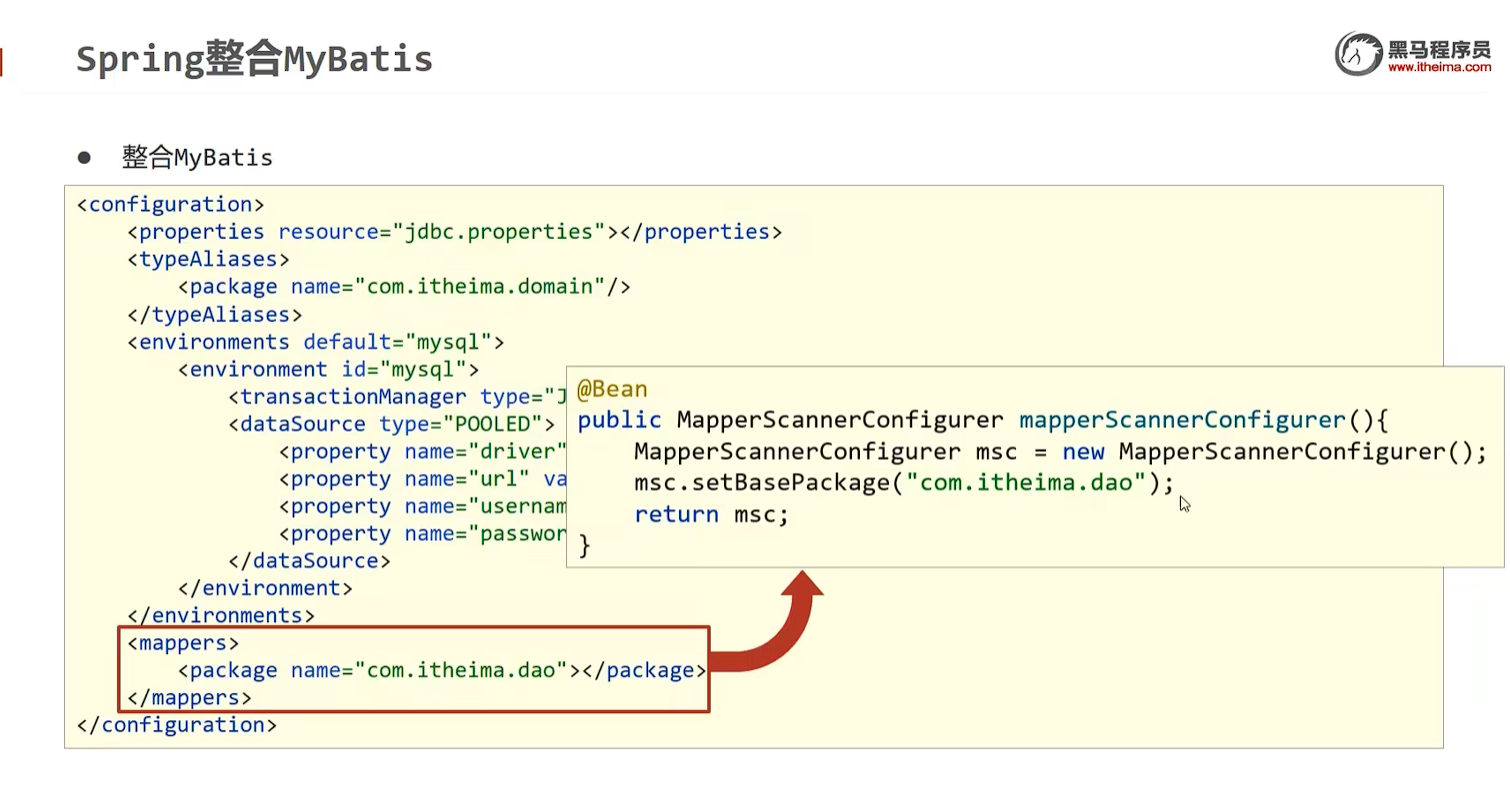 Spring整合MyBatis
黑马程序员
www.itheima.com
● 整合MyBatis
<configuration>
    <properties resource="jdbc.properties"></properties>
    <typeAliases>
        <package name="com.itheima.domain"/>
    </typeAliases>
    <environments default="mysql">
        <environment id="mysql">
            <transactionManager type="J
            <dataSource type="POOLED">
                <property name="driver"
                <property name="url" va
                <property name="usernam
                <property name="passwor
            </dataSource>
        </environment>
    </environments>
    <mappers>
        <package name="com.itheima.dao"></package>
    </mappers>
</configuration>
@Bean
public MapperScannerConfigurer mapperScannerConfigurer(){
    MapperScannerConfigurer msc = new MapperScannerConfigurer();
    msc.setBasePackage("com.itheima.dao");
    return msc;
}